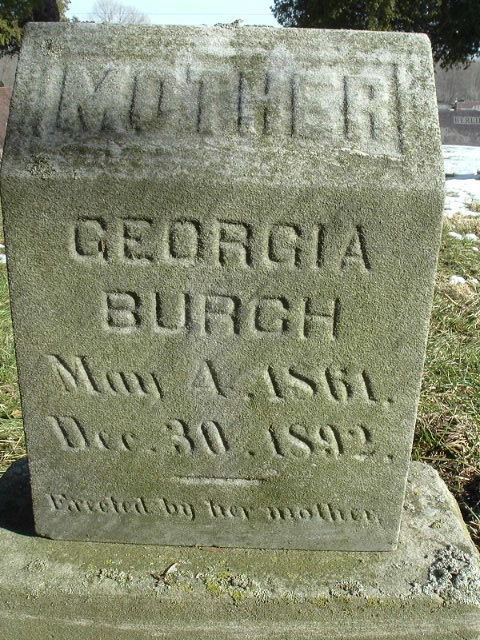 MOTHER
GEORGIA
BURGH
May 4, 1861.
Dec. 30, 1892.
Erected by her mother.